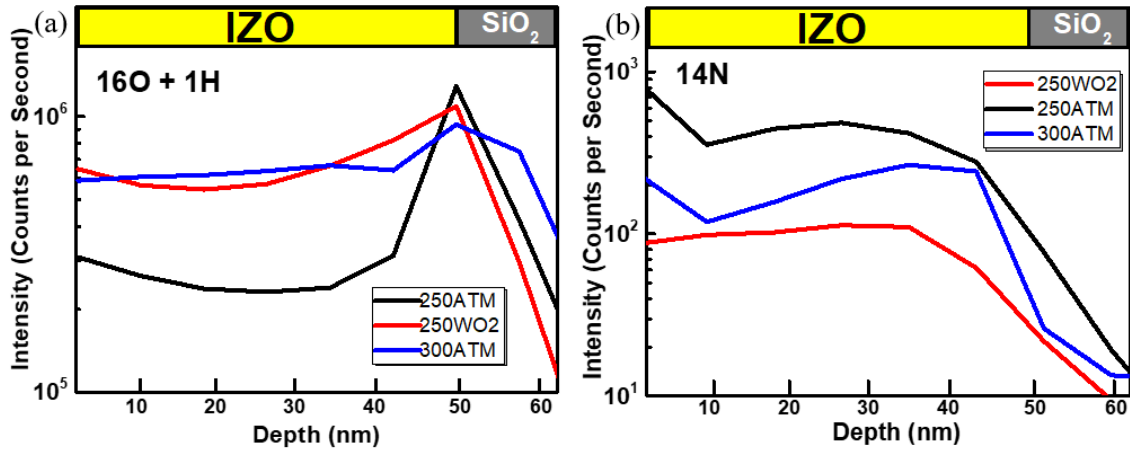 (a)
IZO
SiO2
16O + 1H
Intensity (Counts per Second)
10^6
10^5
250ATM
250WO2
300ATM
10 20 30 40 50 60
Depth (nm)
(b)
IZO
SiO2
14N
Intensity (Counts per Second)
10^3
10^2
10^1
250WO2
250ATM
300ATM
10 20 30 40 50 60
Depth (nm)